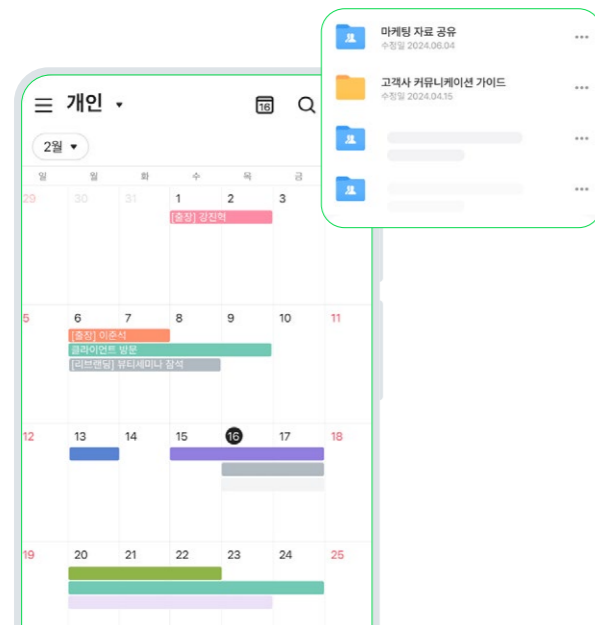 마케팅 자료 공유
수정일 2024.06.04
고객사 커뮤니케이션 가이드
수정일 2024.04.15
개인
16
2월
일 월 화 수 목 금
29 30 31 1 2 3
[출장] 강진혁
5 6 7 8 9 10 11
[출장] 이준석
클라이언트 방문
[리브랜딩] 뷰티세미나 참석
12 13 14 15 16 17 18
19 20 21 22 23 24 25